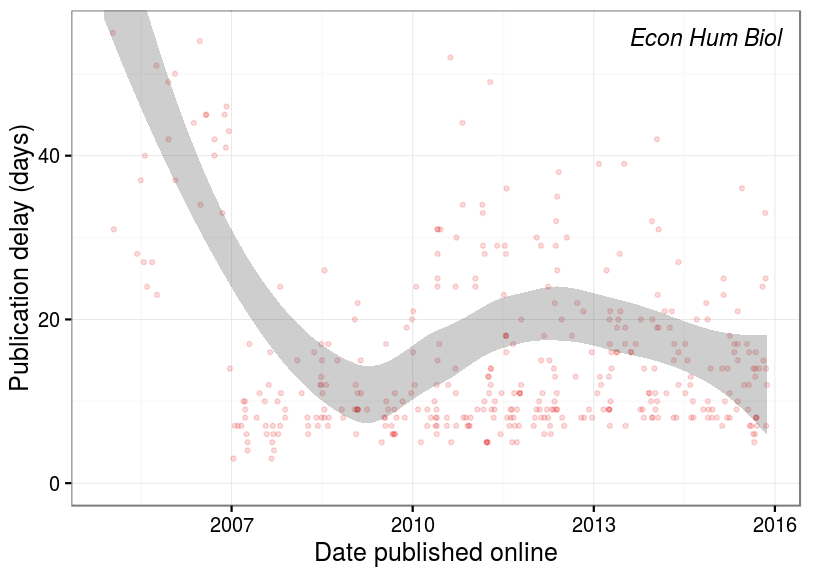 Econ Hum Biol
Publication delay (days)
40
20
0
2007 2010 2013 2016
Date published online